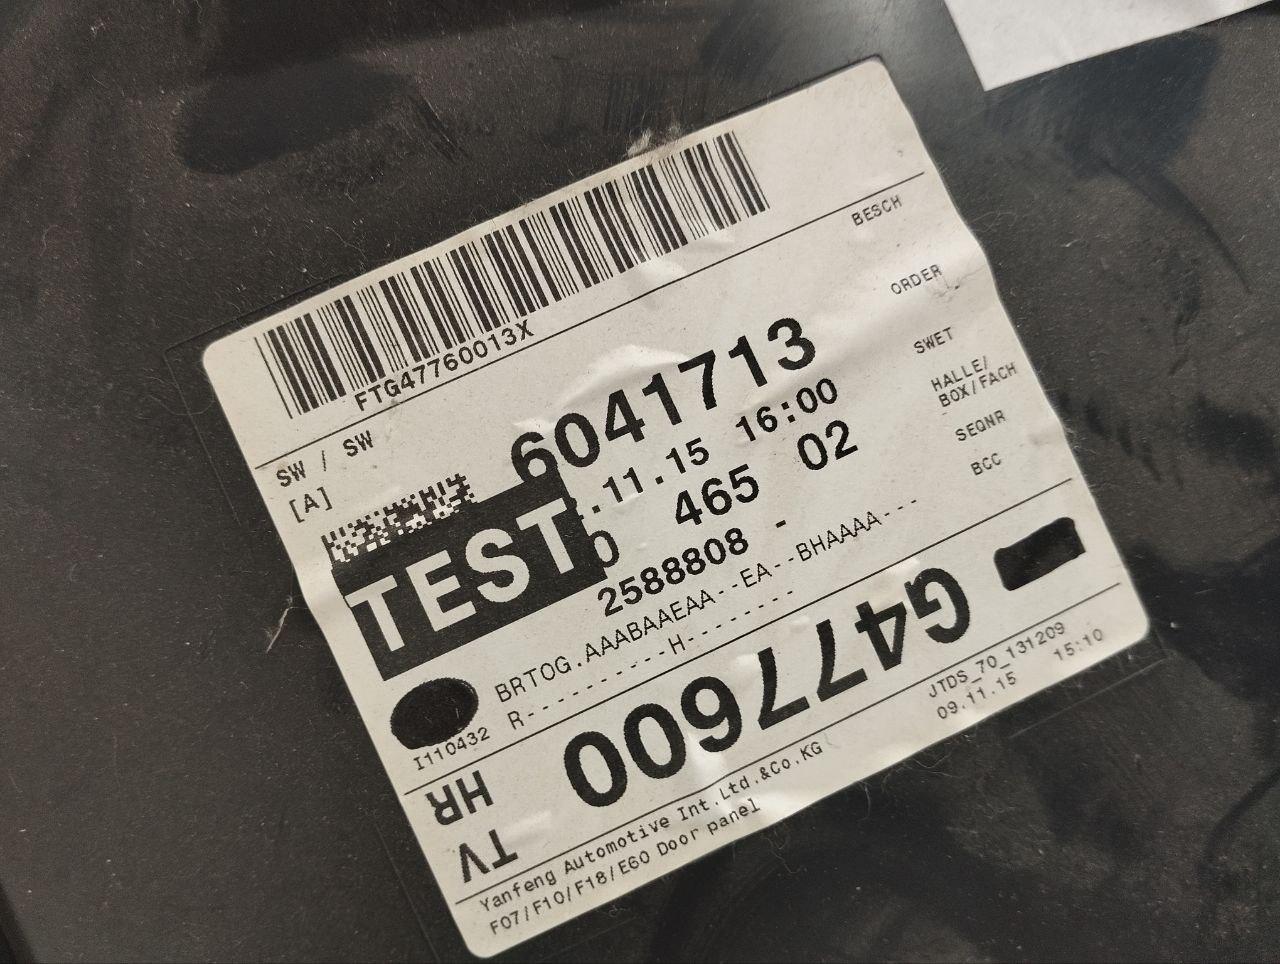 FTG47760013X
BESCH
SW / SW
[A]
6041713
ORDER
.11.15 16:00
SWET
TEST
0 465 02
HALLE/
BOX/FACH
2588808 -
SEQNR
BRTOG.AAABAAEAA--EA--BHAAAA---
BCC
R---------H--------
I110432
TV
HR
G4777600
JTDS_70_131209
09.11.15 15:10
Yanfeng Automotive Int.Ltd.&Co.KG
F07/F10/F18/E60 Door panel